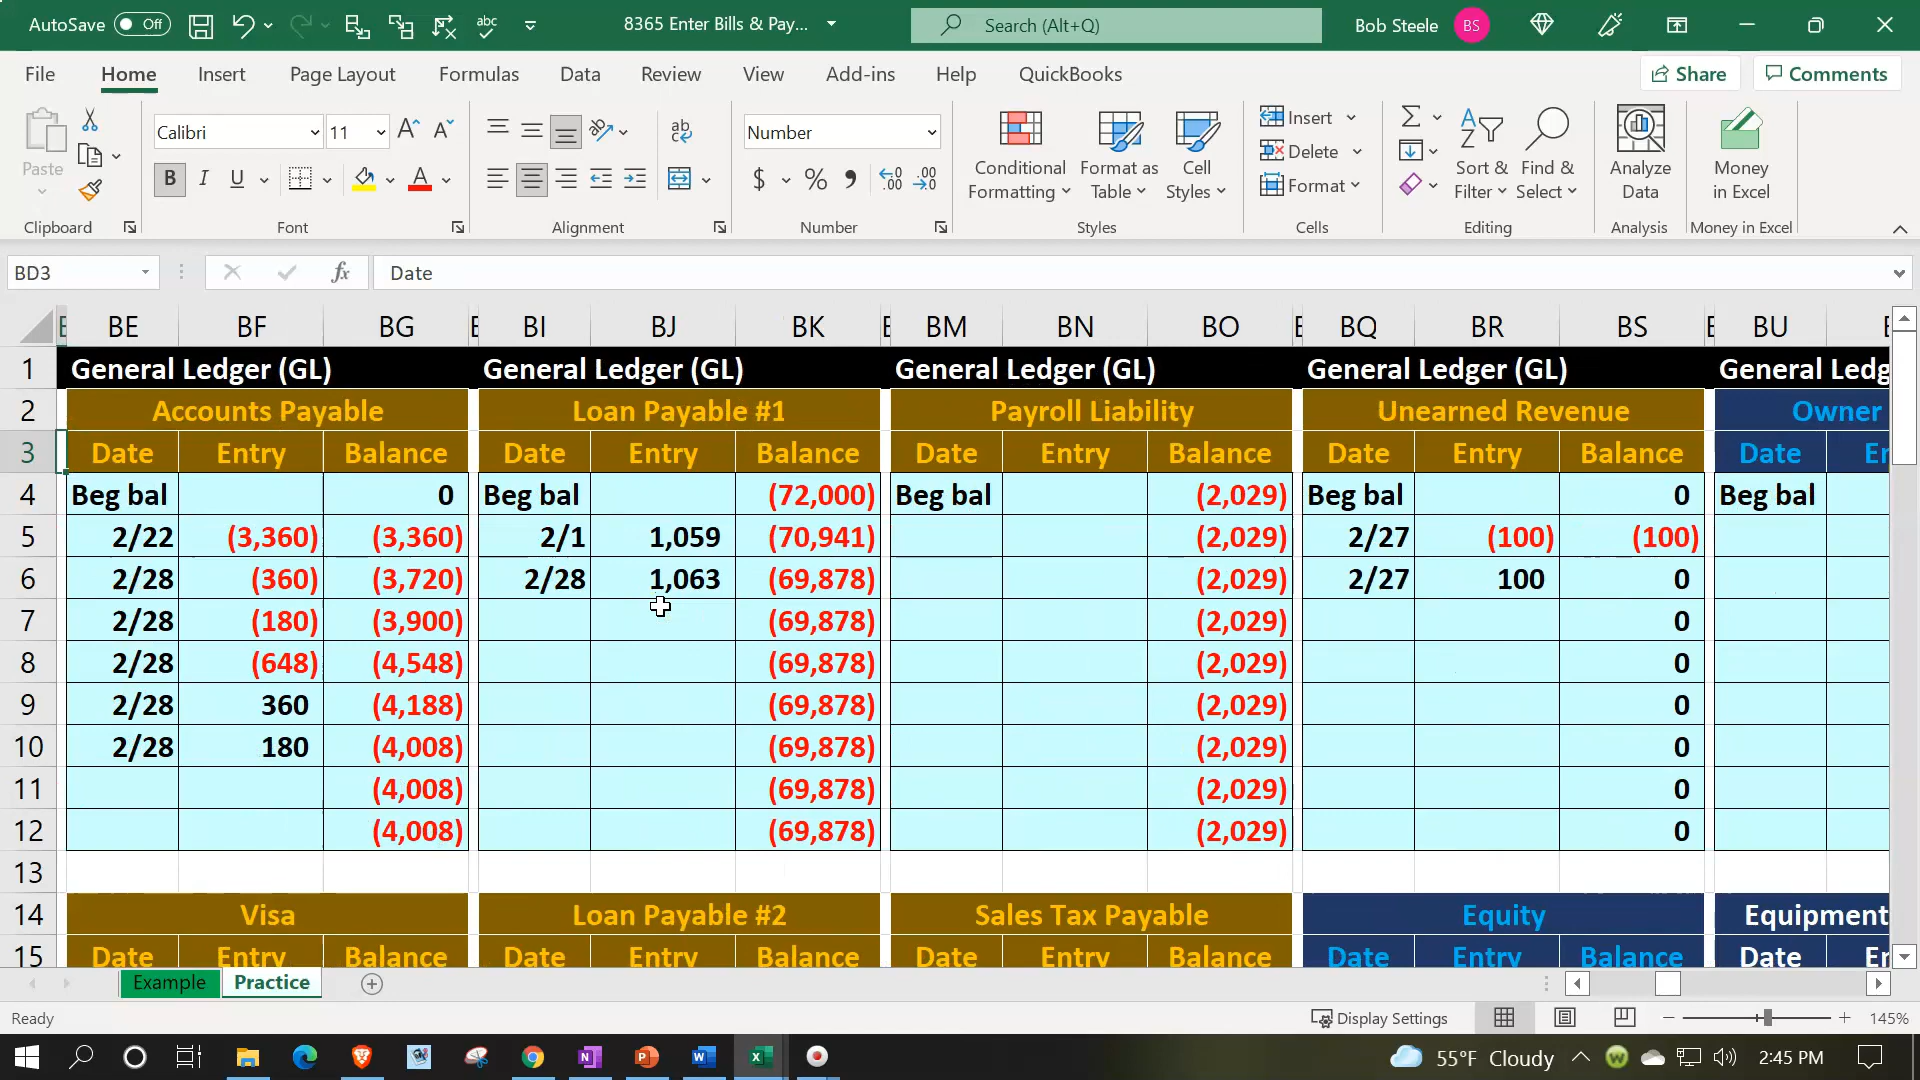 AutoSave Off 8365 Enter Bills & Pay... Search (Alt+Q) Bob Steele BS
File Home Insert Page Layout Formulas Data Review View Add-ins Help QuickBooks Share Comments
Paste Calibri 11 Number Conditional Formatting Format as Table Cell Styles Insert Delete Format Sort & Filter Find & Select Analyze Data Money in Excel
Clipboard Font Alignment Number Styles Cells Editing Analysis Money in Excel
BD3 fx Date
BE BF BG BI BJ BK BM BN BO BQ BR BS BU
1 General Ledger (GL) General Ledger (GL) General Ledger (GL) General Ledger (GL) General Ledg
2 Accounts Payable Loan Payable #1 Payroll Liability Unearned Revenue Owner
3 Date Entry Balance Date Entry Balance Date Entry Balance Date Entry Balance Date
4 Beg bal 0 Beg bal (72,000) Beg bal (2,029) Beg bal 0 Beg bal
5 2/22 (3,360) (3,360) 2/1 1,059 (70,941) (2,029) 2/27 (100) (100)
6 2/28 (360) (3,720) 2/28 1,063 (69,878) (2,029) 2/27 100 0
7 2/28 (180) (3,900) (69,878) (2,029) 0
8 2/28 (648) (4,548) (69,878) (2,029) 0
9 2/28 360 (4,188) (69,878) (2,029) 0
10 2/28 180 (4,008) (69,878) (2,029) 0
11 (4,008) (69,878) (2,029) 0
12 (4,008) (69,878) (2,029) 0
13
14 Visa Loan Payable #2 Sales Tax Payable Equity Equipment
15 Date Entry Balance Date Entry Balance Date Entry Balance Date Entry Balance Date
Example Practice
Ready Display Settings 145%
55°F Cloudy 2:45 PM